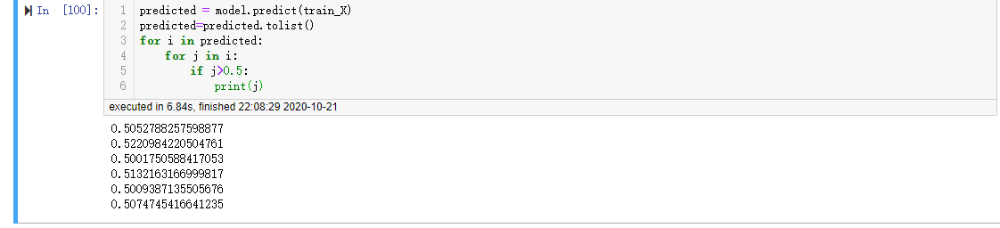 In [100]:
1 predicted = model.predict(train_X)
2 predicted=predicted.tolist()
3 for i in predicted:
4     for j in i:
5         if j>0.5:
6             print(j)
executed in 6.84s, finished 22:08:29 2020-10-21
0.5052788257598877
0.5220984220504761
0.5001750588417053
0.5132163166999817
0.5009387135505676
0.5074745416641235